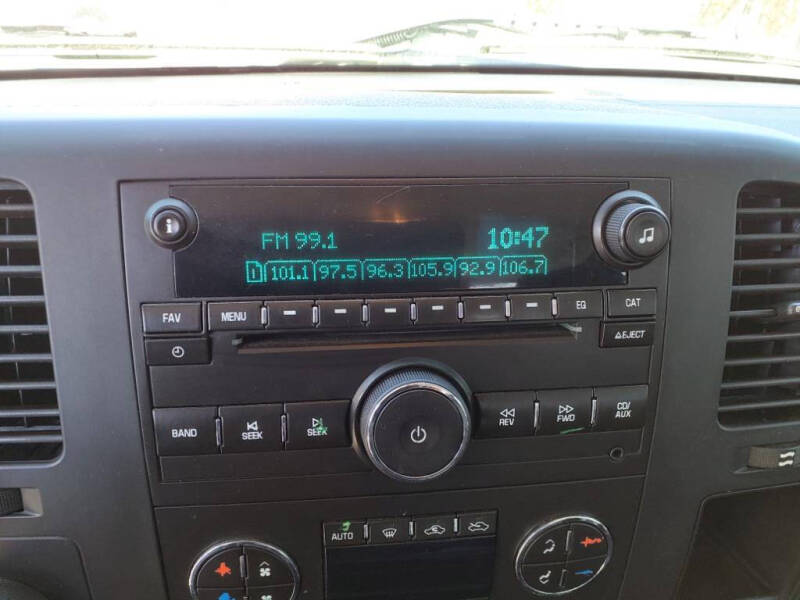 i
FM 99.1 10:47
1 101.1 97.5 96.3 105.9 92.9 106.7
FAV MENU EQ CAT
EJECT
BAND SEEK SEEK REV FWD CD/
AUX
AUTO